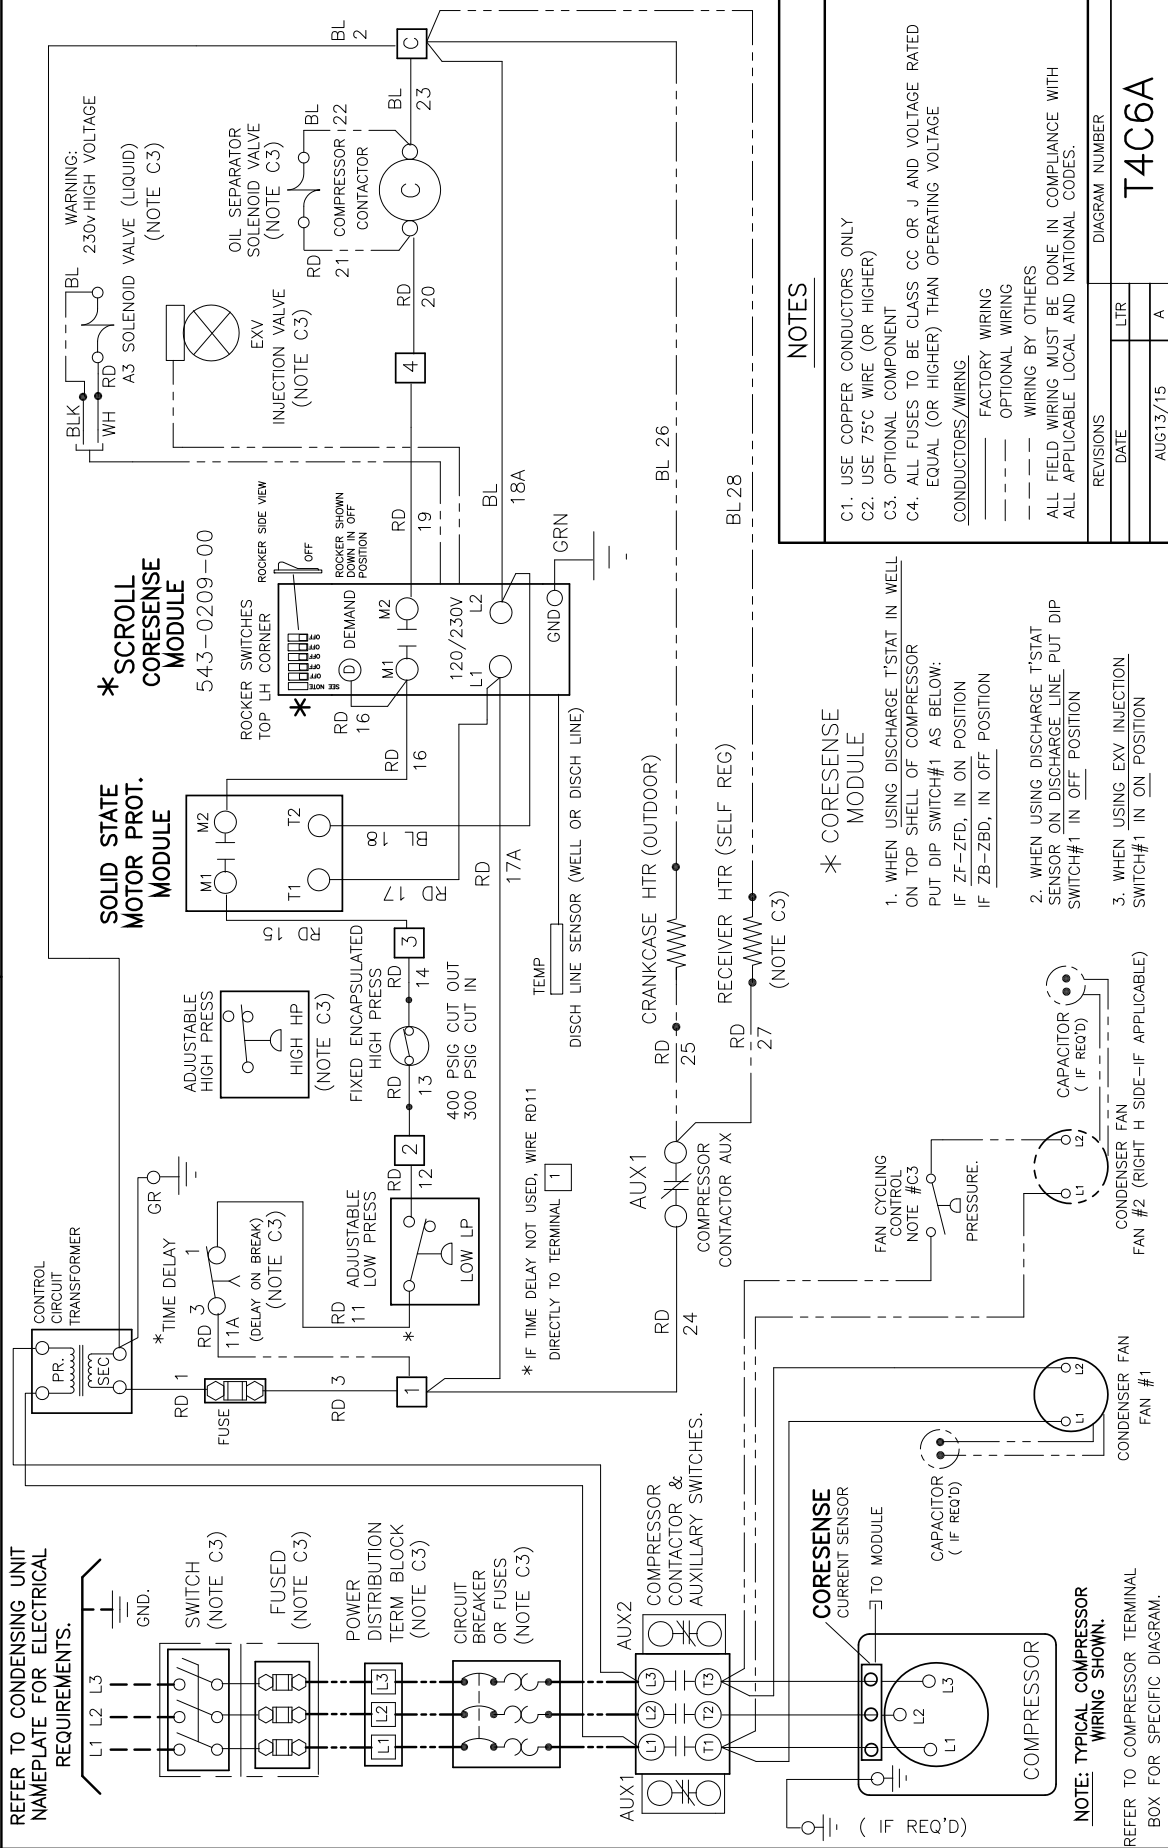 REFER TO CONDENSING UNIT
NAMEPLATE FOR ELECTRICAL
REQUIREMENTS.
L1
L2
L3
GND.
SWITCH
(NOTE C3)
FUSED
(NOTE C3)
POWER
DISTRIBUTION
TERM BLOCK
(NOTE C3)
L1
L2
L3
CIRCUIT
BREAKER
OR FUSES
(NOTE C3)
AUX1
AUX2
L1
L2
L3
T1
T2
T3
COMPRESSOR
CONTACTOR &
AUXILLARY SWITCHES.
CORESENSE
CURRENT SENSOR
TO MODULE
L1
L2
L3
COMPRESSOR
( IF REQ'D)
NOTE: TYPICAL COMPRESSOR
WIRING SHOWN.
REFER TO COMPRESSOR TERMINAL
BOX FOR SPECIFIC DIAGRAM.
CONTROL
CIRCUIT
TRANSFORMER
PR.
SEC
GR
RD 1
FUSE
RD 3
1
*TIME DELAY
RD 3
1
11A
(DELAY ON BREAK)
(NOTE C3)
RD
11
*
ADJUSTABLE
LOW PRESS
LOW LP
RD
12
2
ADJUSTABLE
HIGH PRESS
HIGH HP
(NOTE C3)
FIXED ENCAPSULATED
HIGH PRESS
RD
13
RD
14
3
400 PSIG CUT OUT
300 PSIG CUT IN
* IF TIME DELAY NOT USED, WIRE RD11
DIRECTLY TO TERMINAL 1
RD 15
SOLID STATE
MOTOR PROT.
MODULE
M1
M2
T1
T2
RD 17
BL 18
RD
16
RD
17A
TEMP
DISCH LINE SENSOR (WELL OR DISCH LINE)
* SCROLL
CORESENSE
MODULE
543-0209-00
ROCKER SWITCHES
TOP LH CORNER
ROCKER SIDE VIEW
OFF
ROCKER SHOWN
DOWN IN OFF
POSITION
*
SEE NOTE
OFF
OFF
OFF
OFF
RD
16
D
DEMAND
M1
M2
120/230V
L1
L2
GND
GRN
RD
19
BL
18A
4
RD
20
BLK
WH
BL
RD
WARNING:
230v HIGH VOLTAGE
A3 SOLENOID VALVE (LIQUID)
(NOTE C3)
EXV
INJECTION VALVE
(NOTE C3)
OIL SEPARATOR
SOLENOID VALVE
(NOTE C3)
RD
21
BL
22
COMPRESSOR
CONTACTOR
C
BL
23
BL
2
C
RD
24
AUX1
COMPRESSOR
CONTACTOR AUX
RD
25
CRANKCASE HTR (OUTDOOR)
BL 26
RD
27
RECEIVER HTR (SELF REG)
(NOTE C3)
BL28
FAN CYCLING
CONTROL
NOTE #C3
PRESSURE.
CAPACITOR
( IF REQ'D)
L1
L2
CONDENSER FAN
FAN #1
CAPACITOR
( IF REQ'D)
L1
L2
CONDENSER FAN
FAN #2 (RIGHT H SIDE-IF APPLICABLE)
* CORESENSE
MODULE
1. WHEN USING DISCHARGE T'STAT IN WELL
ON TOP SHELL OF COMPRESSOR
PUT DIP SWITCH#1 AS BELOW:
IF ZF-ZFD, IN ON POSITION
IF ZB-ZBD, IN OFF POSITION
2. WHEN USING DISCHARGE T'STAT
SENSOR ON DISCHARGE LINE PUT DIP
SWITCH#1 IN OFF POSITION
3. WHEN USING EXV INJECTION
SWITCH#1 IN ON POSITION
NOTES
C1. USE COPPER CONDUCTORS ONLY
C2. USE 75°C WIRE (OR HIGHER)
C3. OPTIONAL COMPONENT
C4. ALL FUSES TO BE CLASS CC OR J AND VOLTAGE RATED
EQUAL (OR HIGHER) THAN OPERATING VOLTAGE
CONDUCTORS/WIRNG
FACTORY WIRING
OPTIONAL WIRING
WIRING BY OTHERS
ALL FIELD WIRING MUST BE DONE IN COMPLIANCE WITH
ALL APPLICABLE LOCAL AND NATIONAL CODES.
REVISIONS
DATE
LTR
AUG13/15
A
DIAGRAM NUMBER
T4C6A